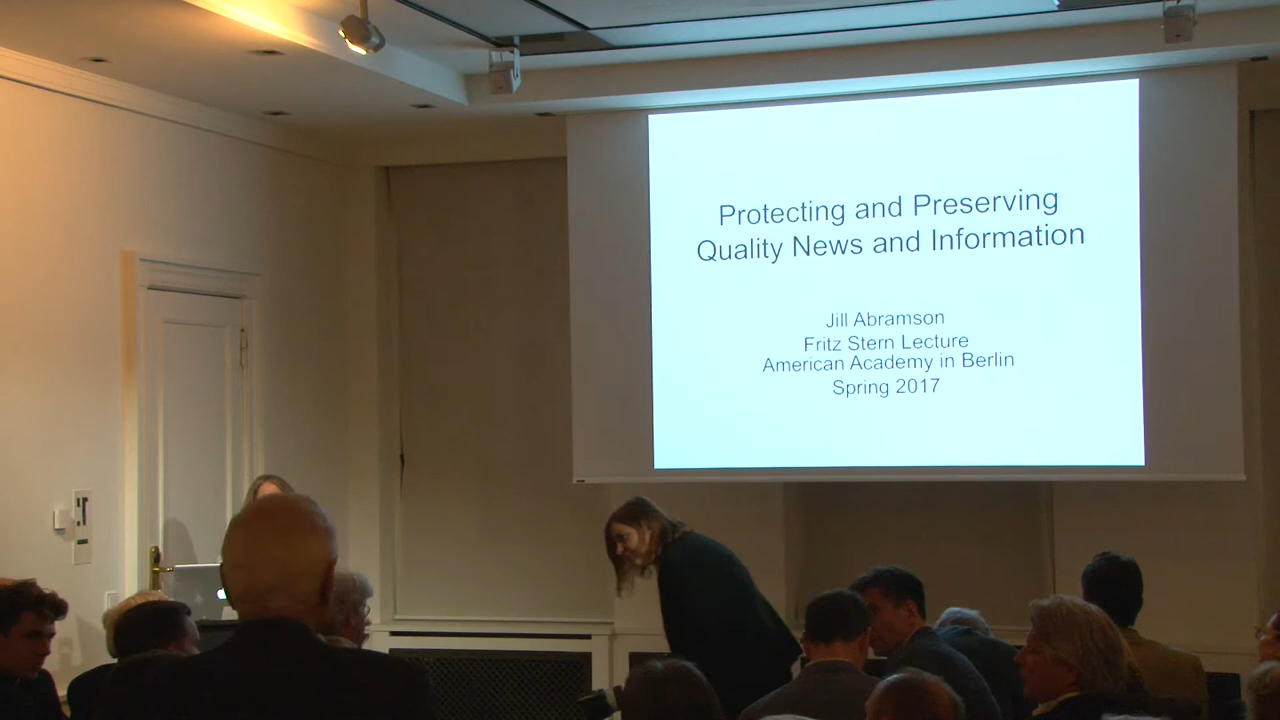 Protecting and Preserving
Quality News and Information
Jill Abramson
Fritz Stern Lecture
American Academy in Berlin
Spring 2017